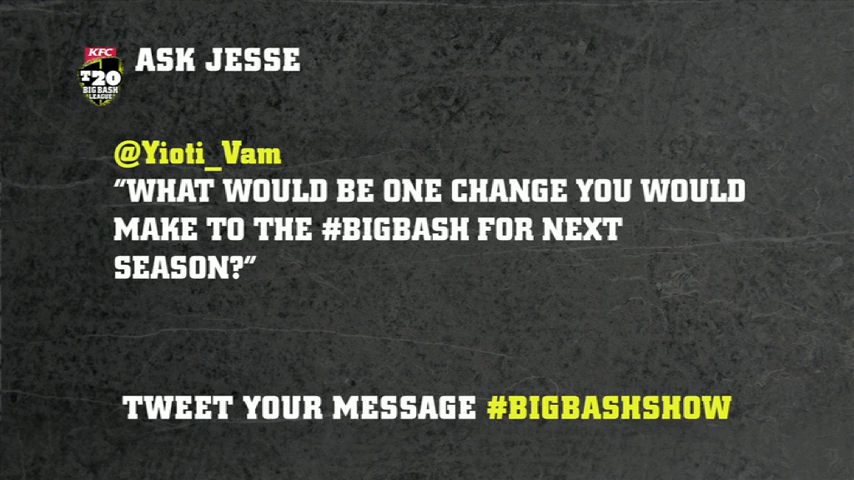 KFC
T20
BIG BASH
LEAGUE
ASK JESSE
@Yioti_Vam
“WHAT WOULD BE ONE CHANGE YOU WOULD
MAKE TO THE #BIGBASH FOR NEXT
SEASON?”
TWEET YOUR MESSAGE #BIGBASHSHOW